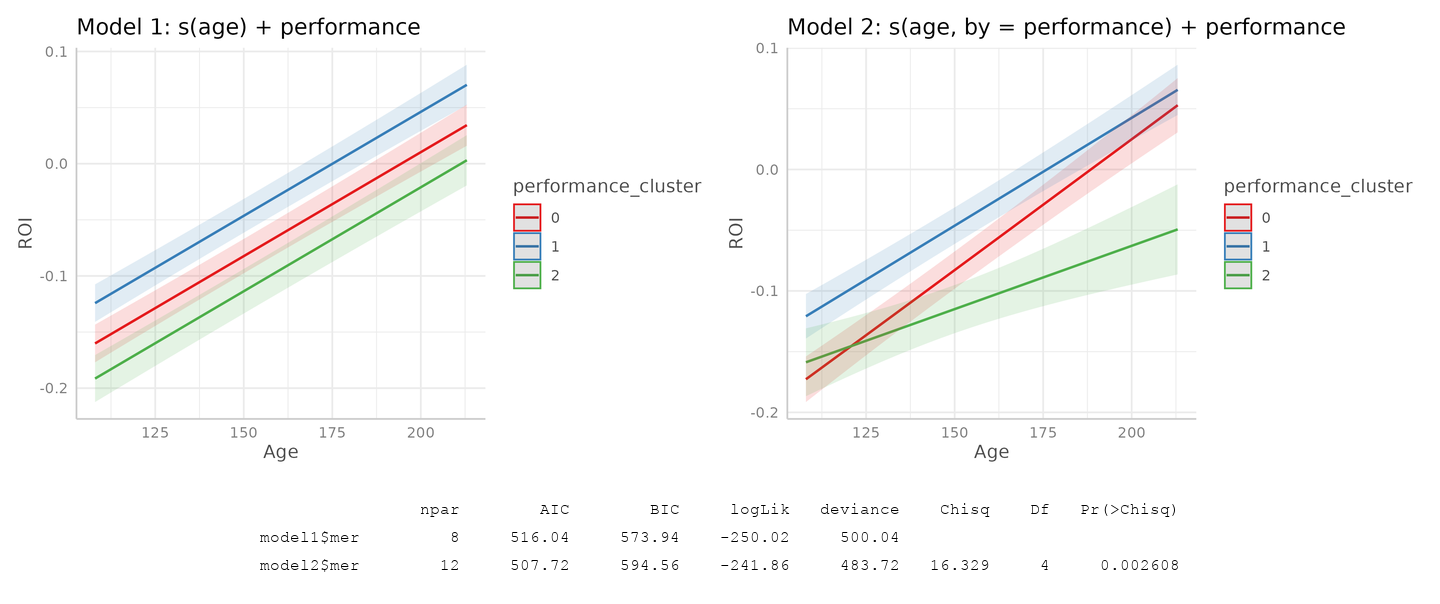 Model 1: s(age) + performance
0.1
0.0
-0.1
-0.2
ROI
125 150 175 200
Age
performance_cluster
0
1
2
Model 2: s(age, by = performance) + performance
0.1
0.0
-0.1
-0.2
ROI
125 150 175 200
Age
performance_cluster
0
1
2
npar AIC BIC logLik deviance Chisq Df Pr(>Chisq)
model1$mer 8 516.04 573.94 -250.02 500.04
model2$mer 12 507.72 594.56 -241.86 483.72 16.329 4 0.002608